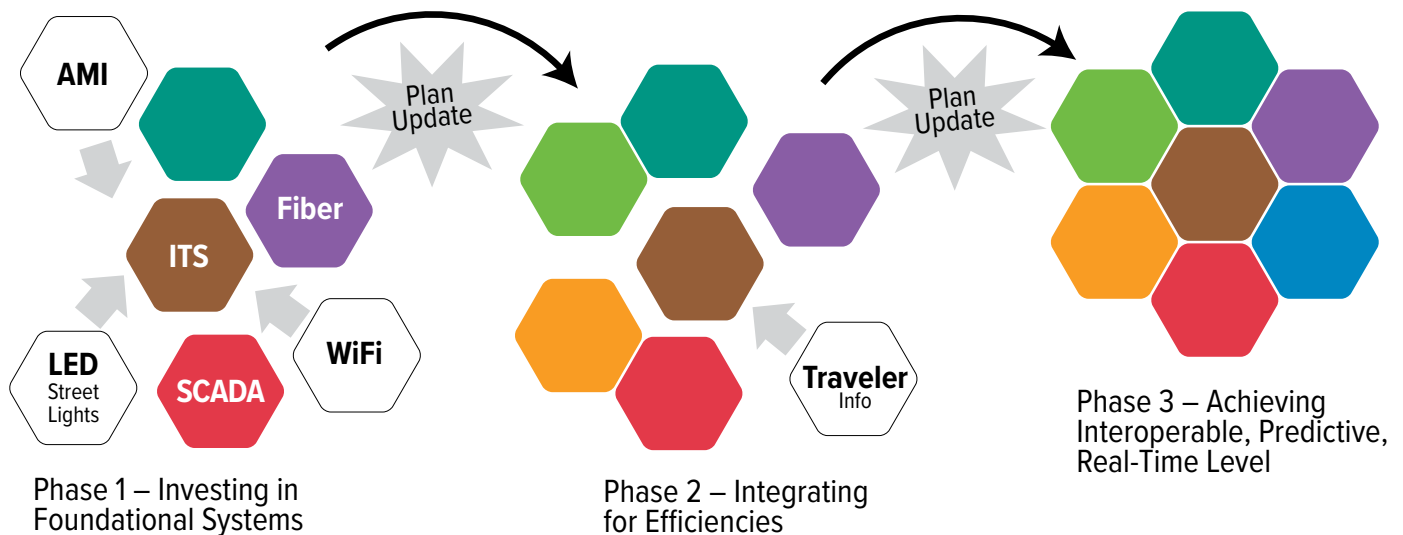 AMI
Fiber
ITS
LED
Street
Lights
SCADA
WiFi
Phase 1 – Investing in
Foundational Systems
Plan
Update
Traveler
Info
Phase 2 – Integrating
for Efficiencies
Plan
Update
Phase 3 – Achieving
Interoperable, Predictive,
Real-Time Level